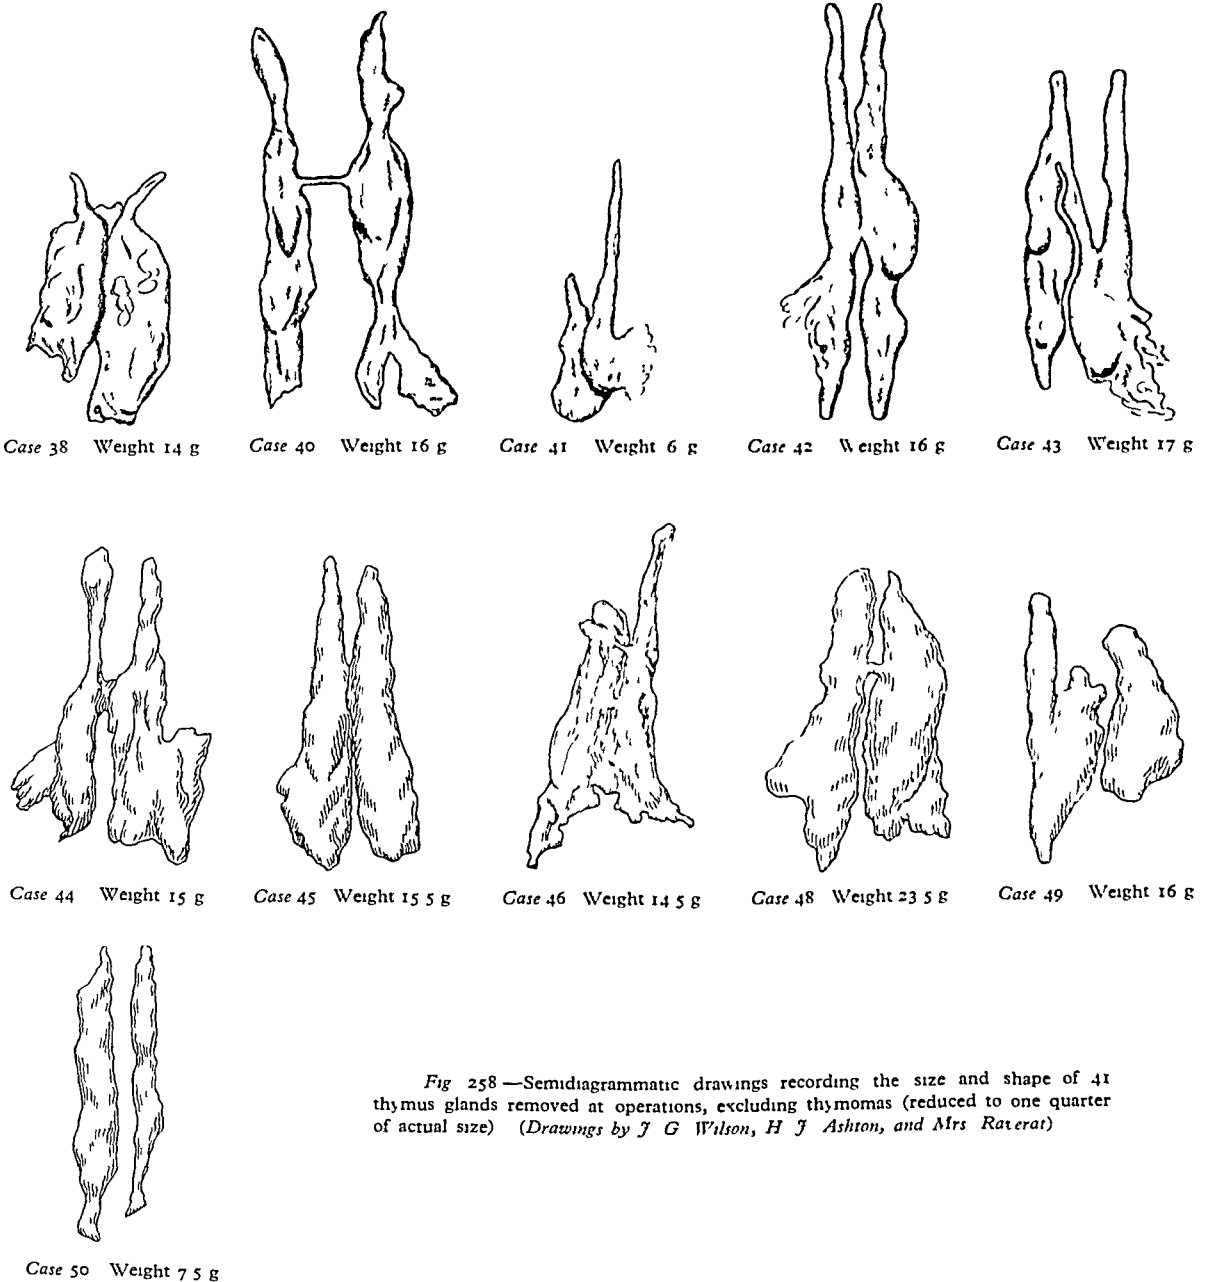 Case 38 Weight 14 g
Case 40 Weight 16 g
Case 41 Weight 6 g
Case 42 Weight 16 g
Case 43 Weight 17 g
Case 44 Weight 15 g
Case 45 Weight 15 5 g
Case 46 Weight 14 5 g
Case 48 Weight 23 5 g
Case 49 Weight 16 g
Case 50 Weight 7 5 g
Fig 258 —Semidiagrammatic drawings recording the size and shape of 41
thymus glands removed at operations, excluding thymomas (reduced to one quarter
of actual size) (Drawings by J G Wilson, H J Ashton, and Mrs Raverat)